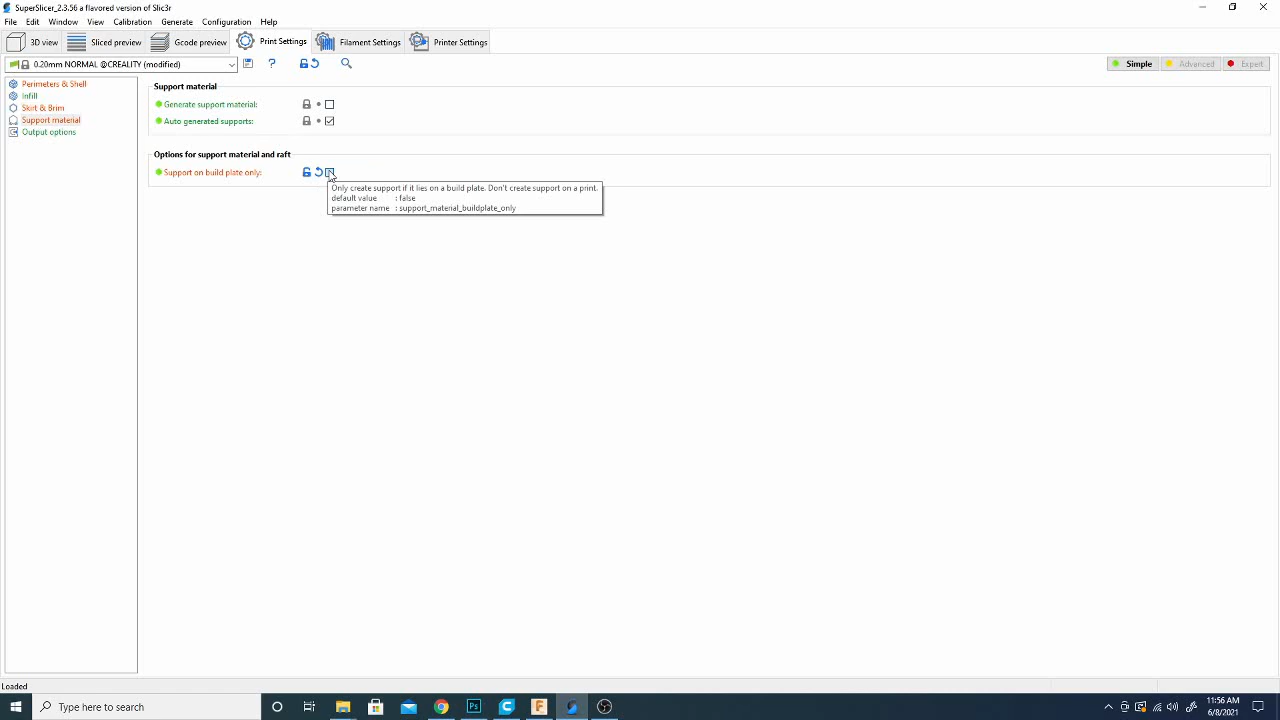 SuperSlicer_2.3.56 a flavored version of Slic3r
File Edit Window View Calibration Generate Configuration Help
3D view Sliced preview Gcode preview Print Settings Filament Settings Printer Settings
0.20mm NORMAL @CREALITY (modified) ? Simple Advanced Expert
Perimeters & Shell
Infill
Skirt & Brim
Support material
Output options
Support material
Generate support material:
Auto generated supports:
Options for support material and raft
Support on build plate only:
Only create support if it lies on a build plate. Don't create support on a print.
default value : false
parameter name : support_material_buildplate_only
Loaded
Type here to search
Ps
F
11:56 AM
6/8/2021